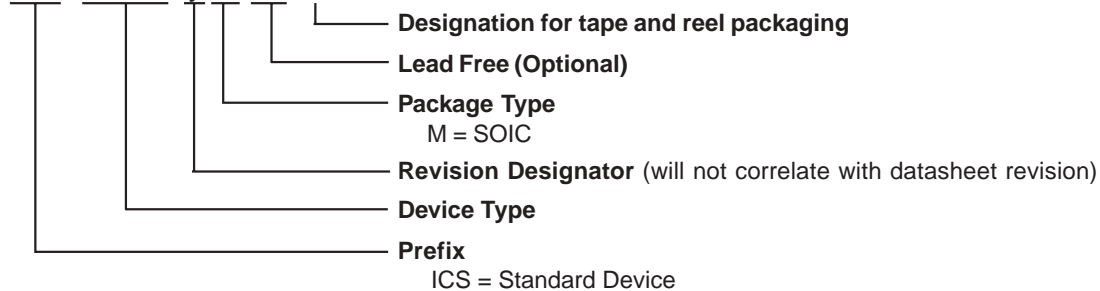 Designation for tape and reel packaging
Lead Free (Optional)
Package Type
M = SOIC
Revision Designator (will not correlate with datasheet revision)
Device Type
Prefix
ICS = Standard Device